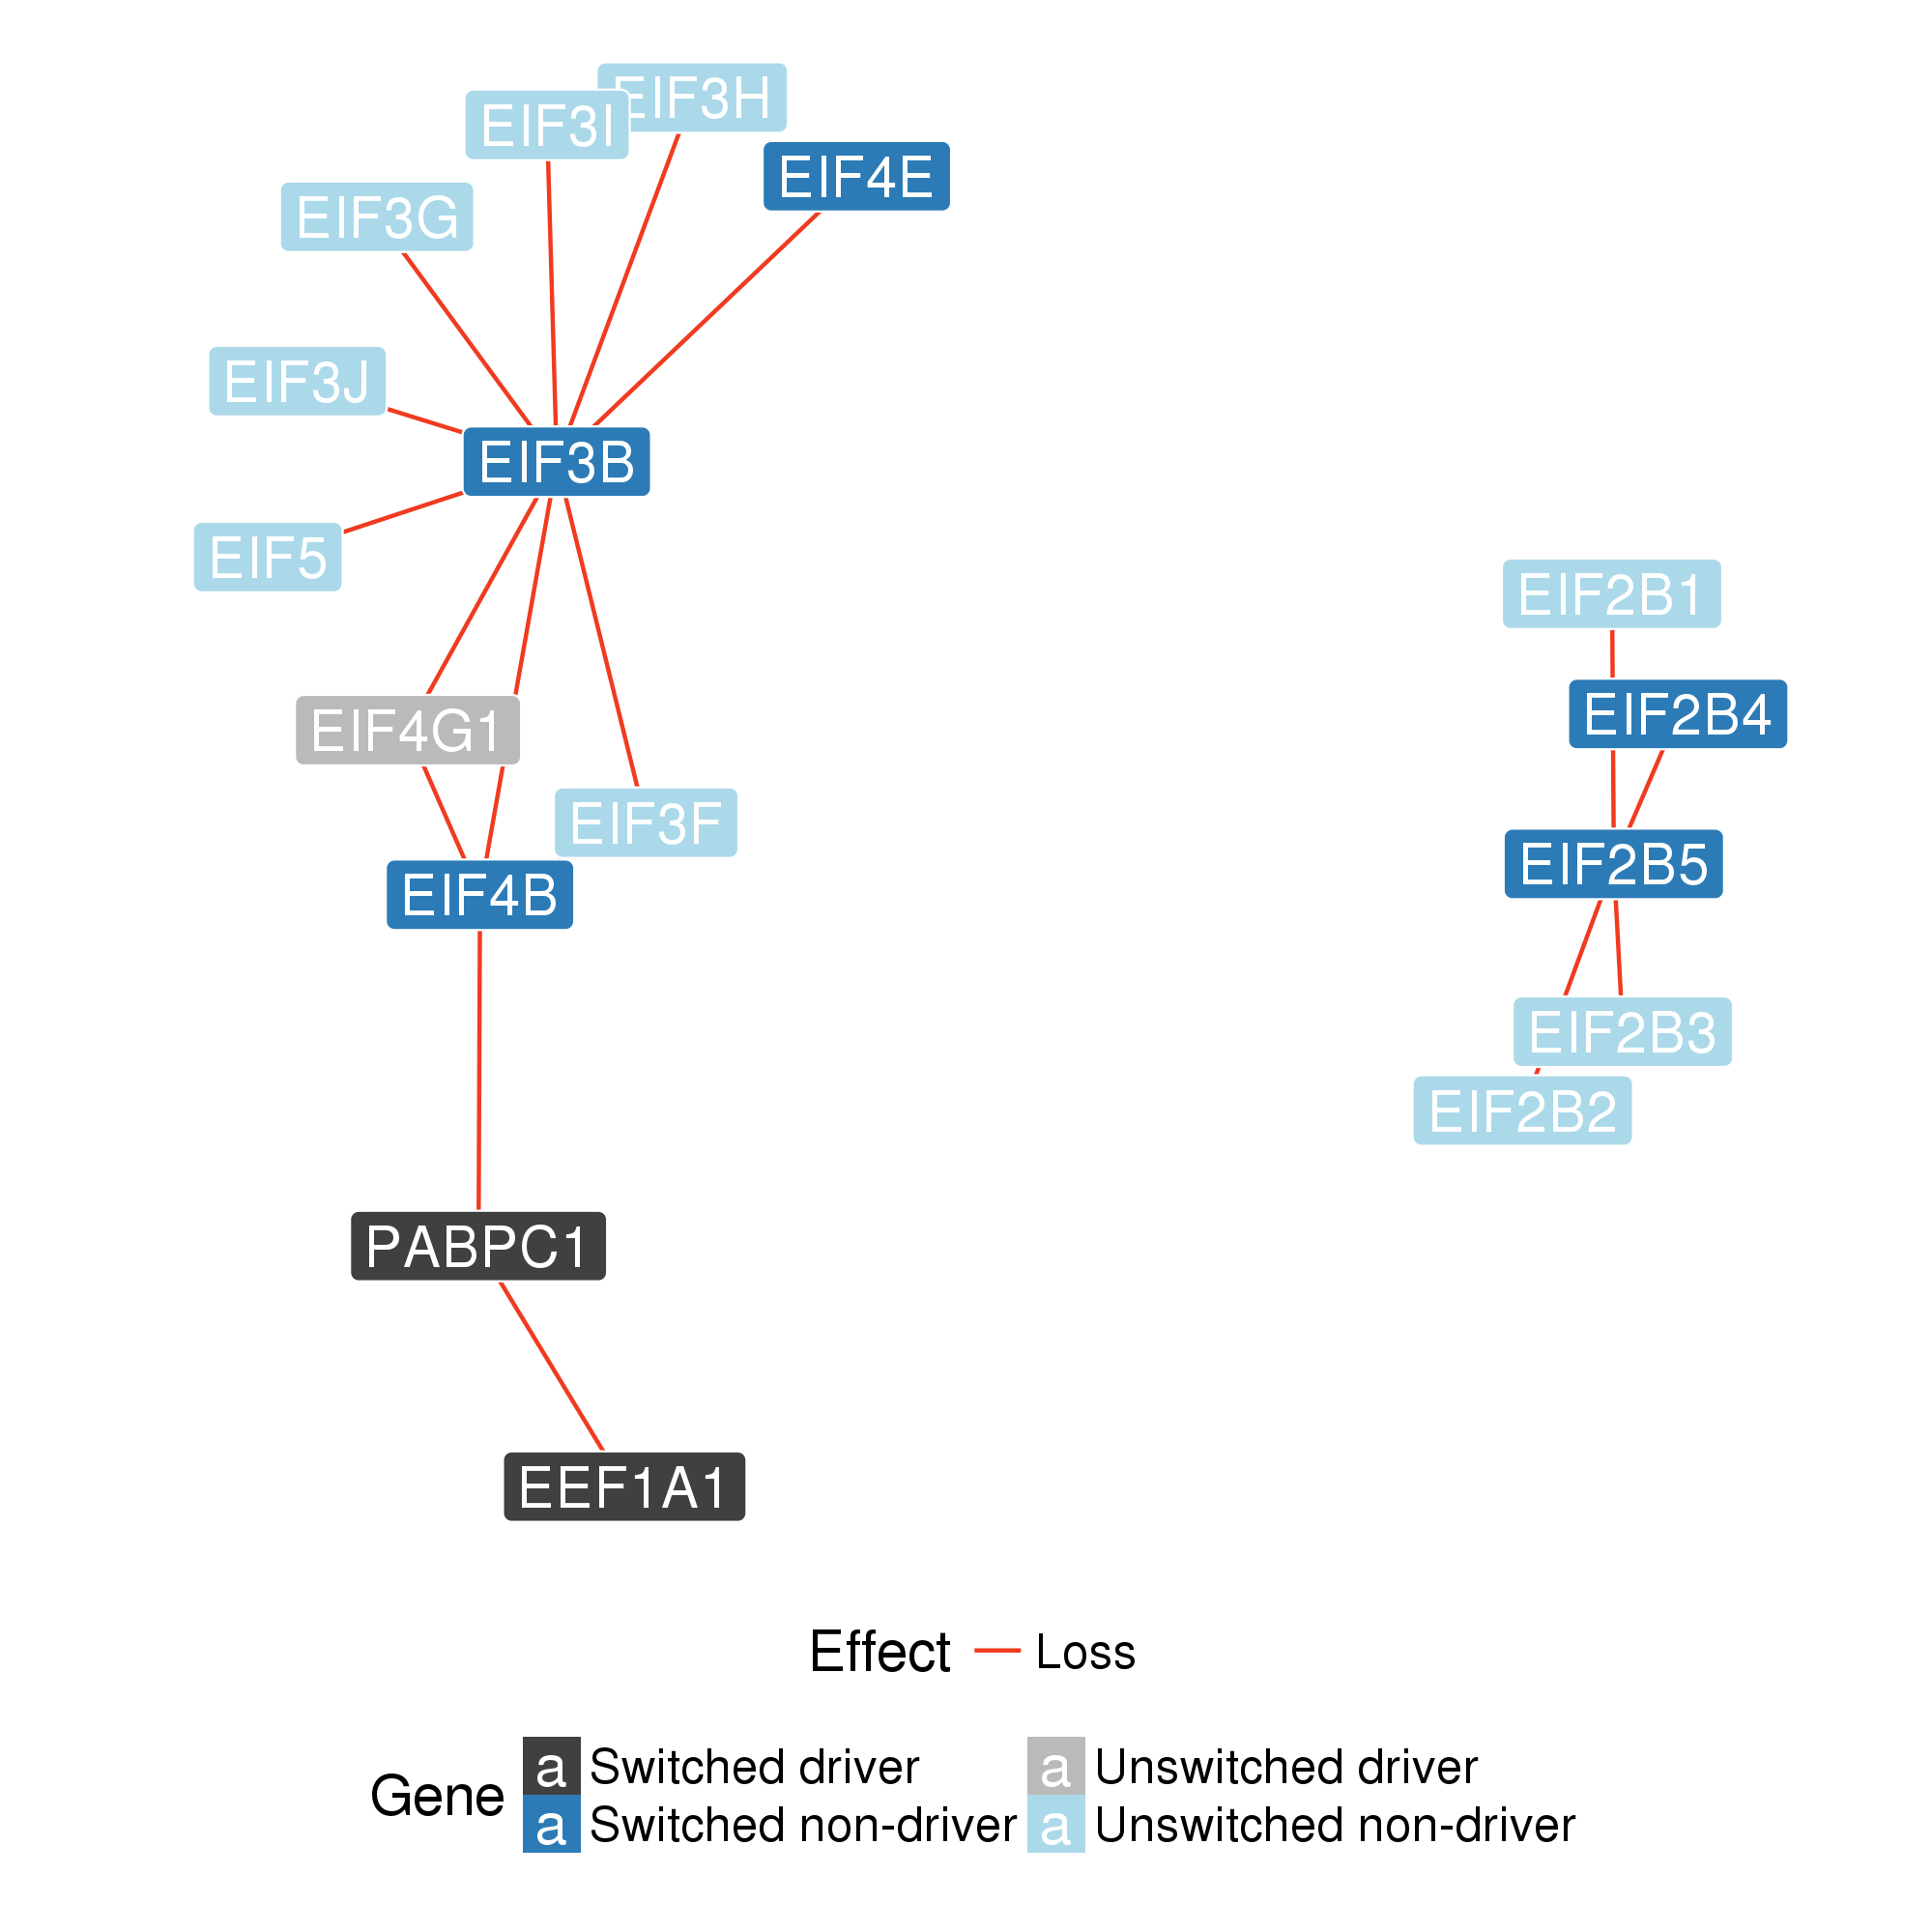 EIF3H
EIF3I
EIF4E
EIF3G
EIF3J
EIF3B
EIF5
EIF2B1
EIF4G1
EIF2B4
EIF3F
EIF2B5
EIF4B
EIF2B3
EIF2B2
PABPC1
EEF1A1
Effect Loss
Gene
a Switched driver a Unswitched driver
a Switched non-driver a Unswitched non-driver